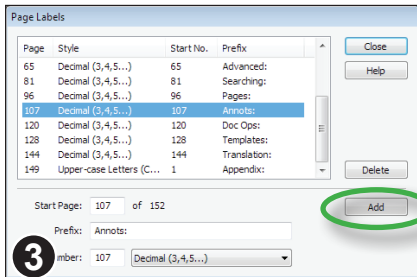 Page Labels
Page Style Start No. Prefix
65 Decimal (3,4,5...) 65 Advanced:
81 Decimal (3,4,5...) 81 Searching:
96 Decimal (3,4,5...) 96 Pages:
107 Decimal (3,4,5...) 107 Annots:
120 Decimal (3,4,5...) 120 Doc Ops:
128 Decimal (3,4,5...) 128 Templates:
144 Decimal (3,4,5...) 144 Translation:
149 Upper-case Letters (C... 1 Appendix:
Close
Help
Delete
Add
Start Page: 107 of 152
Prefix: Annots:
3 mber: 107 Decimal (3,4,5...)